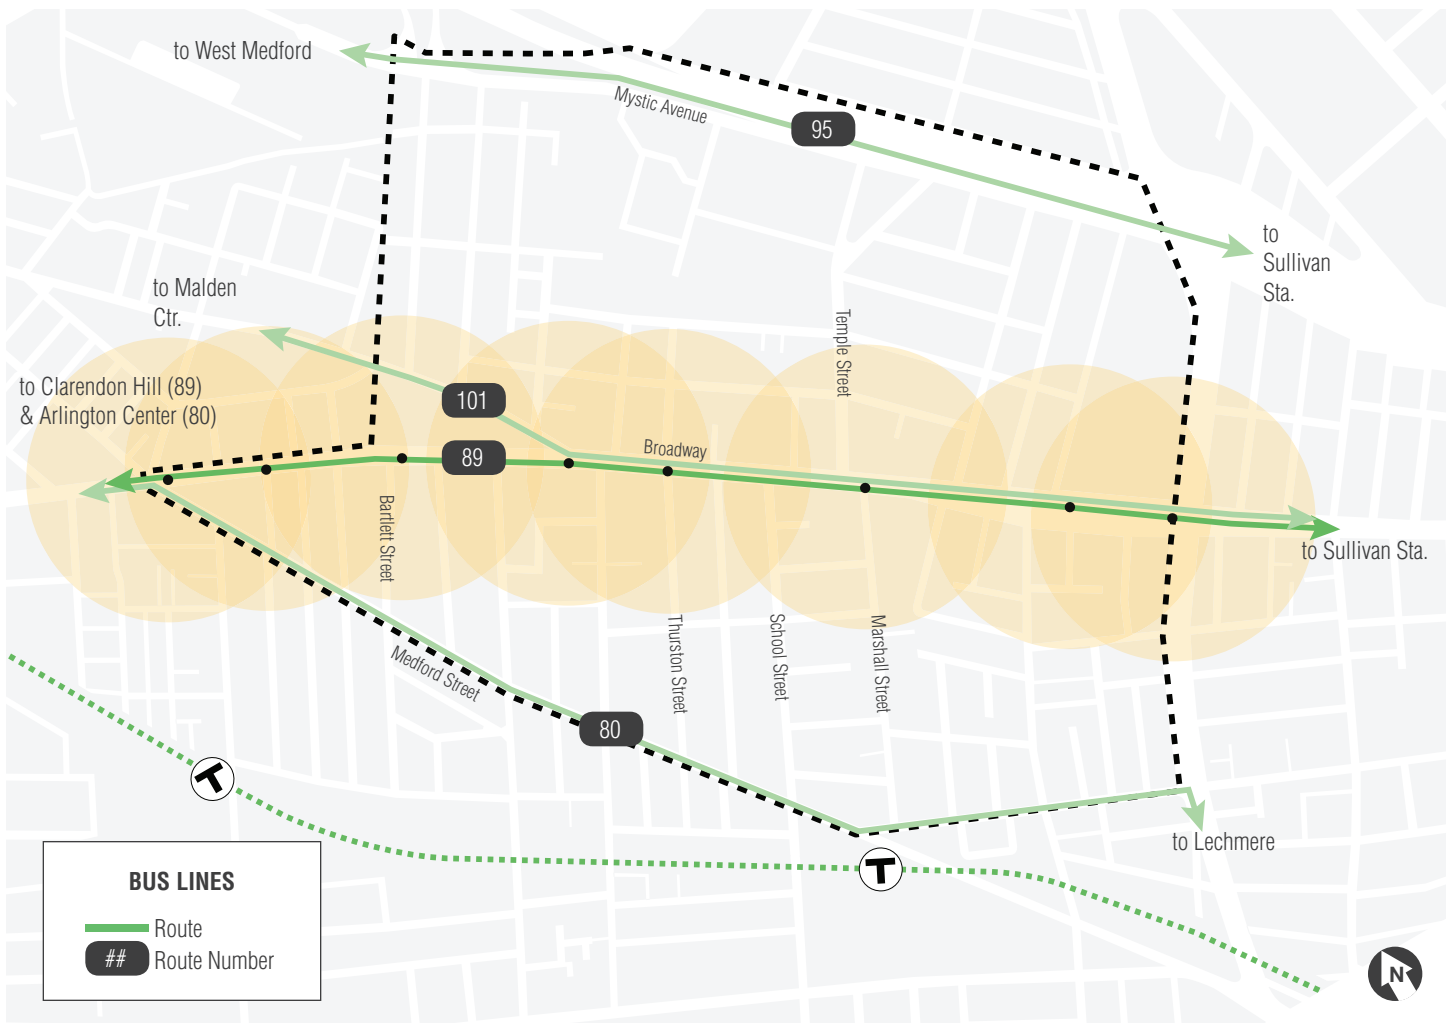 to West Medford
Mystic Avenue
95
to
Sullivan
Sta.
to Malden
Ctr.
Temple Street
to Clarendon Hill (89)
& Arlington Center (80)
101
Broadway
89
Bartlett Street
to Sullivan Sta.
Medford Street
Thurston Street
School Street
Marshall Street
80
T
T
to Lechmere
BUS LINES
Route
## Route Number
N